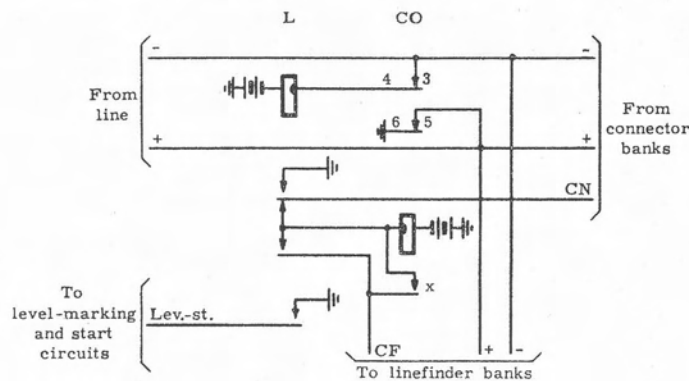 L CO
- -
4 3
From
line
6 5
+ +
From
connector
banks
CN
x
To
level-marking
and start
circuits
Lev.-st.
CF + -
To linefinder banks